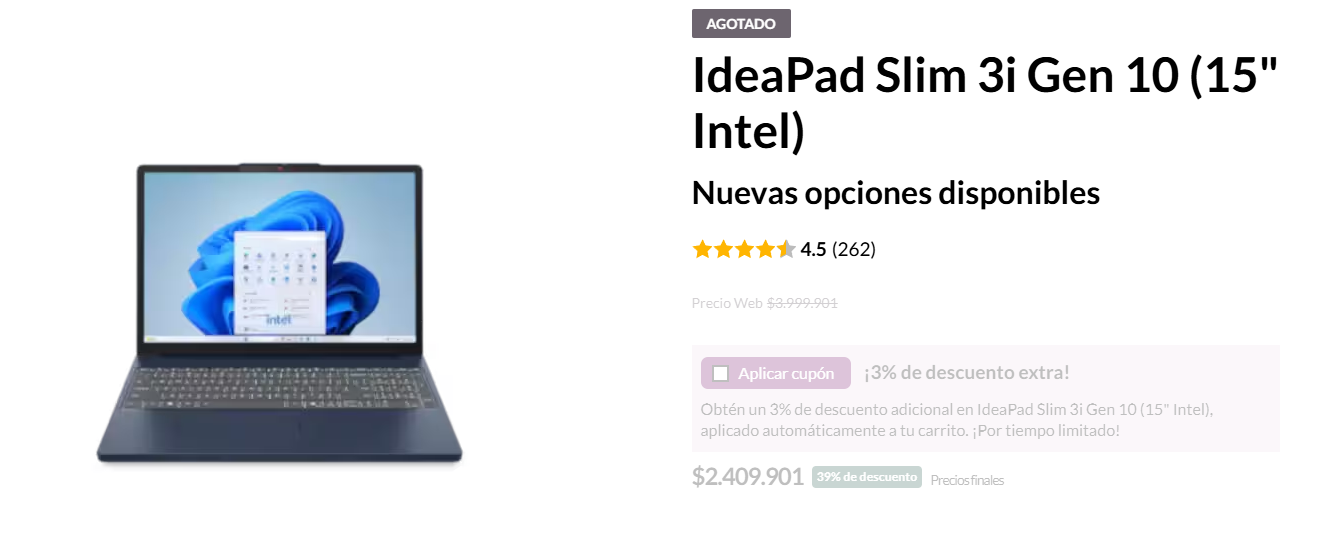 AGOTADO
IdeaPad Slim 3i Gen 10 (15"
Intel)
Nuevas opciones disponibles
4.5 (262)
Precio Web $3.999.901
Aplicar cupón ¡3% de descuento extra!
Obtén un 3% de descuento adicional en IdeaPad Slim 3i Gen 10 (15" Intel),
aplicado automáticamente a tu carrito. ¡Por tiempo limitado!
$2.409.901 39% de descuento Precios finales
intel